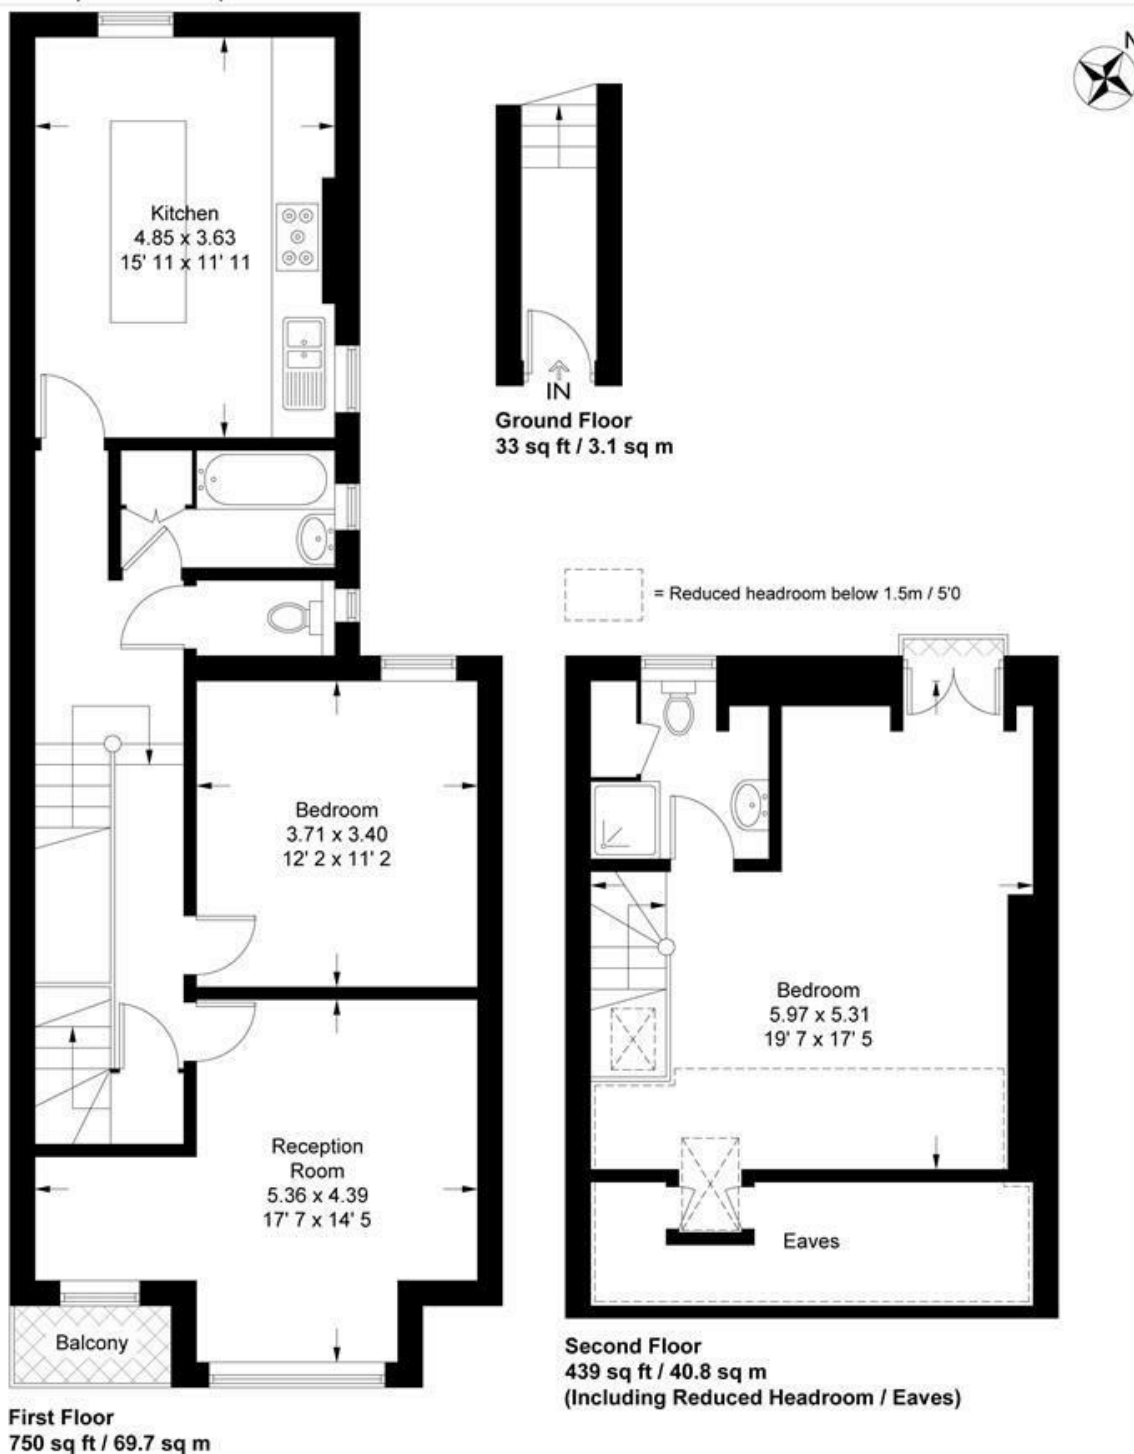 N
Kitchen
4.85 x 3.63
15' 11 x 11' 11
IN
Ground Floor
33 sq ft / 3.1 sq m
= Reduced headroom below 1.5m / 5'0
Bedroom
3.71 x 3.40
12' 2 x 11' 2
Bedroom
5.97 x 5.31
19' 7 x 17' 5
Reception
Room
5.36 x 4.39
17' 7 x 14' 5
Eaves
Balcony
Second Floor
439 sq ft / 40.8 sq m
(Including Reduced Headroom / Eaves)
First Floor
750 sq ft / 69.7 sq m